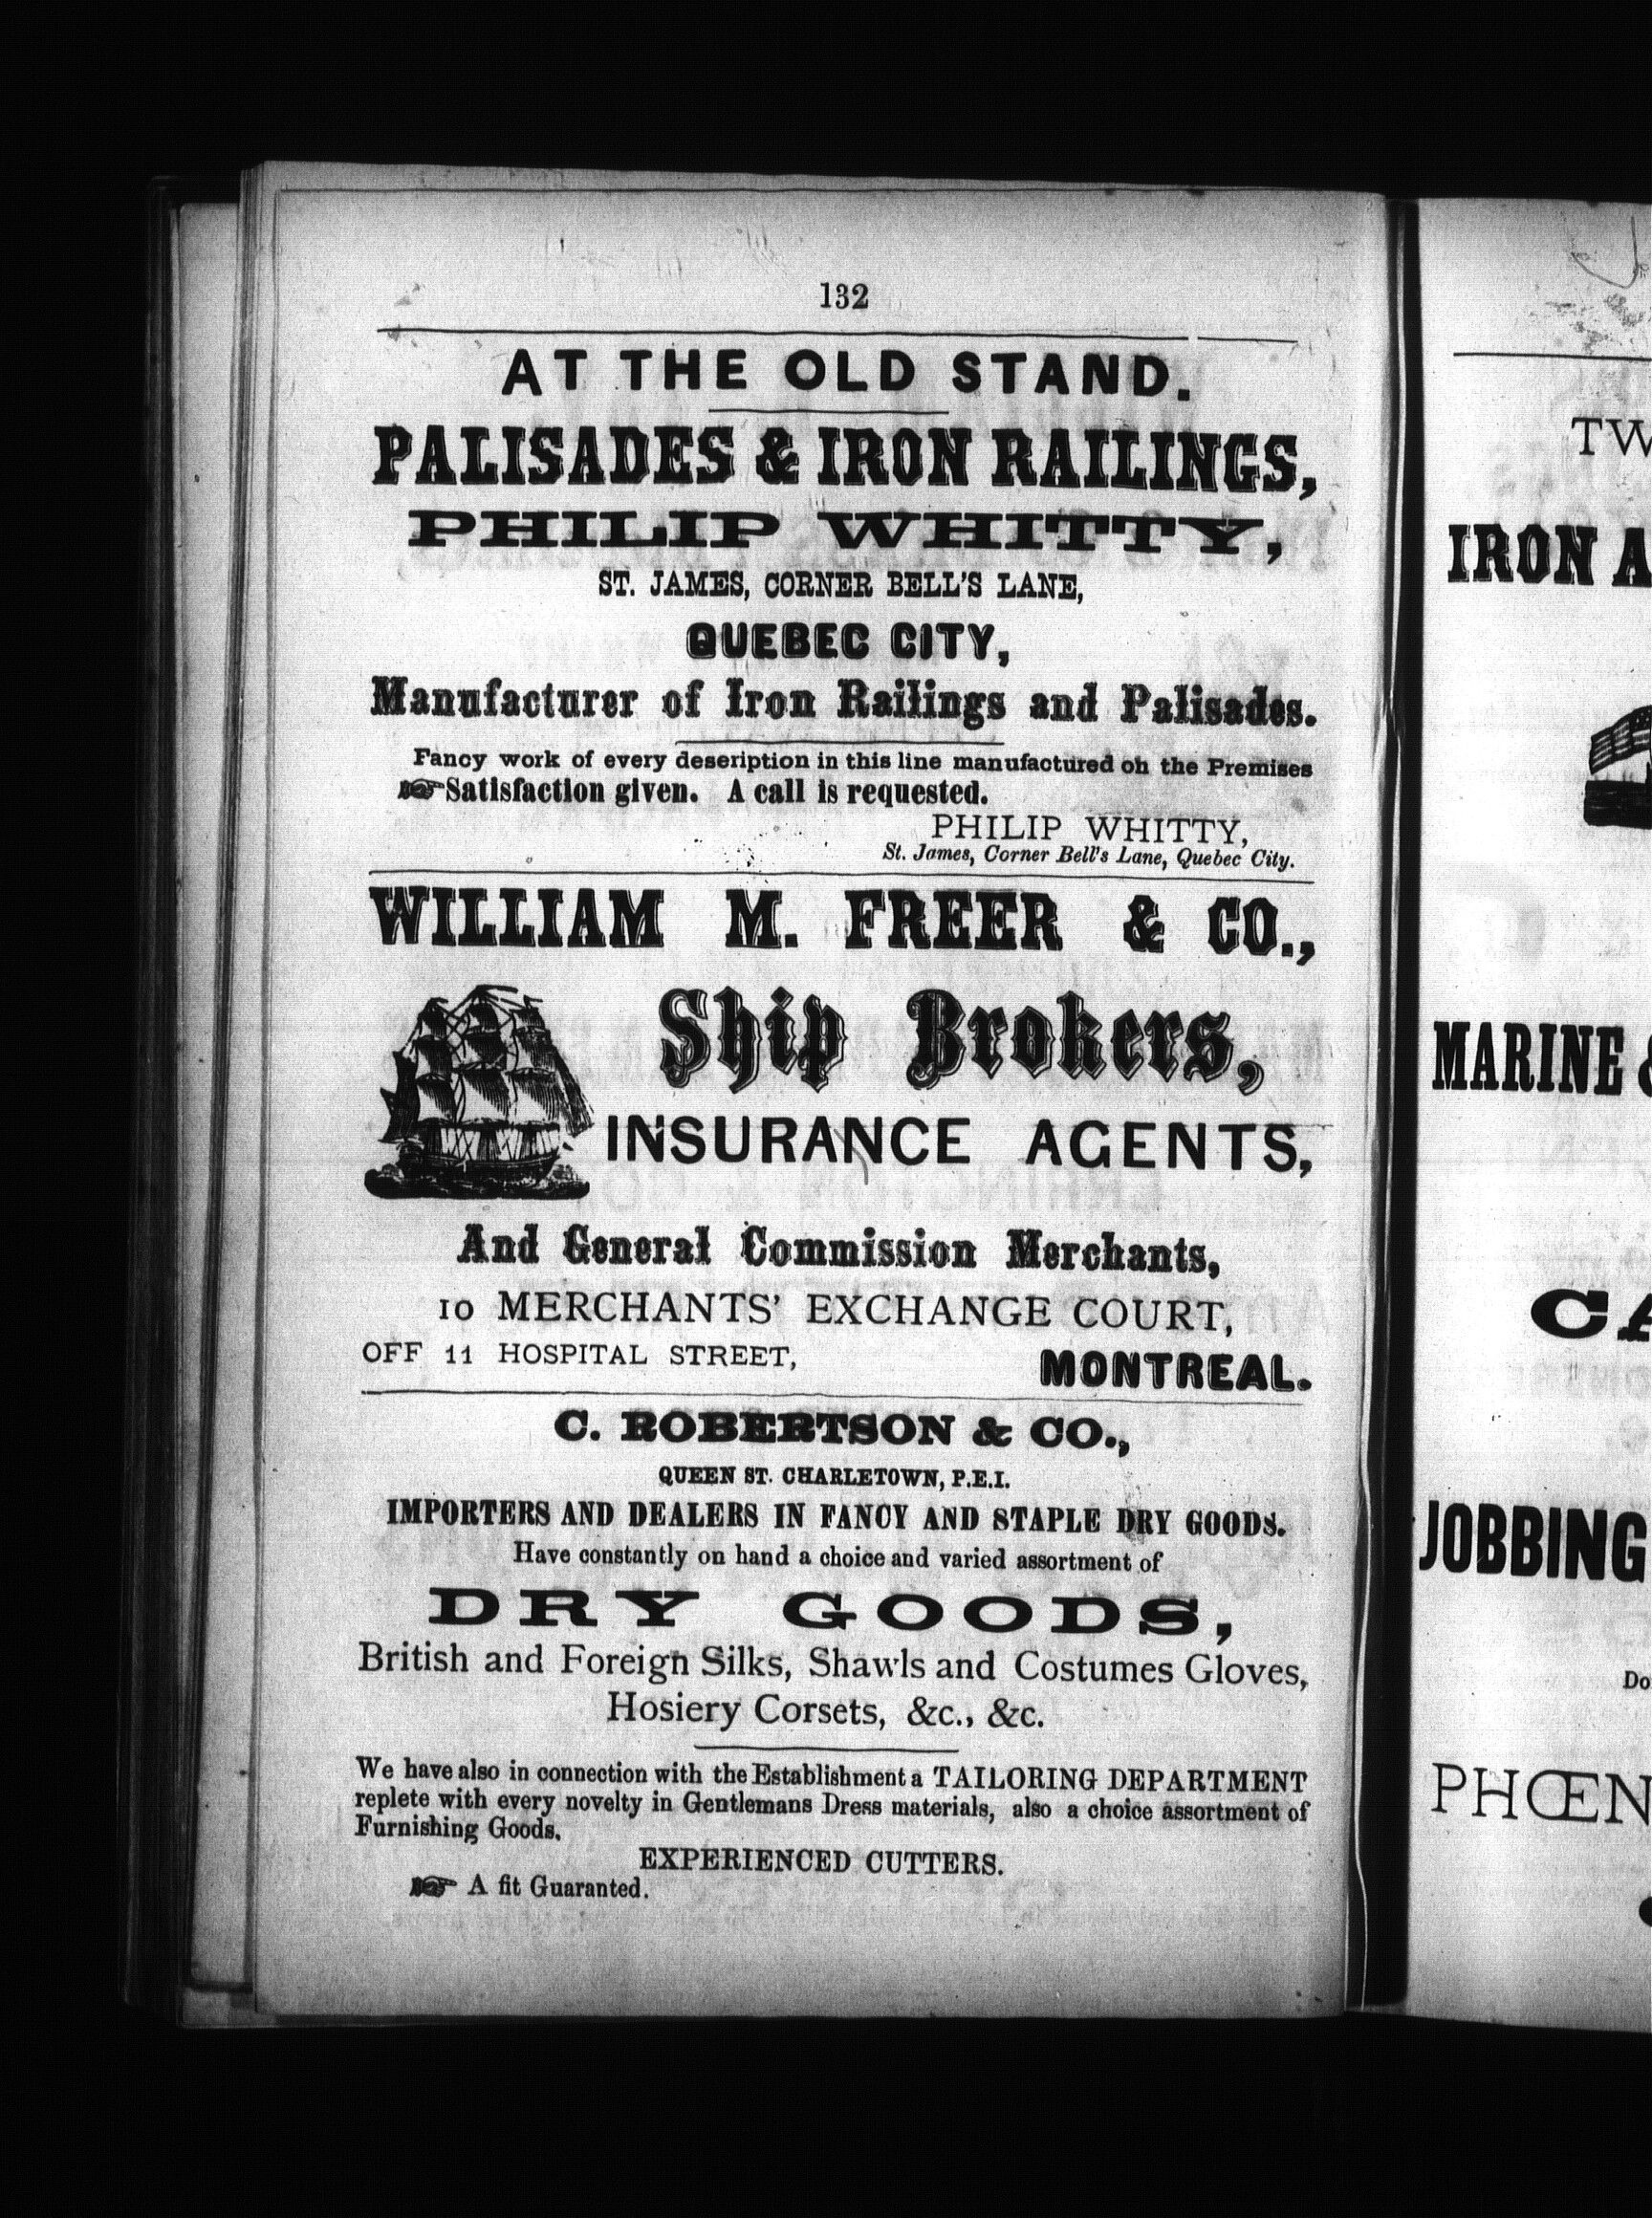 132
AT THE OLD STAND.
PALISADES & IRON RAILINGS,
PHILIP WHITTY,
ST. JAMES, CORNER BELL'S LANE,
QUEBEC CITY,
Manufacturer of Iron Railings and Palisades.
Fancy work of every deseription in this line manufactured oh the Premises
☞Satisfaction given. A call is requested.
PHILIP WHITTY,
St. James, Corner Bell's Lane, Quebec City.
WILLIAM M. FREER & CO.,
Ship Brokers,
INSURANCE AGENTS,
And General Commission Merchants,
10 MERCHANTS' EXCHANGE COURT,
OFF 11 HOSPITAL STREET, MONTREAL.
C. ROBERTSON & CO.,
QUEEN ST. CHARLETOWN, P.E.I.
IMPORTERS AND DEALERS IN FANCY AND STAPLE DRY GOODS.
Have constantly on hand a choice and varied assortment of
DRY GOODS,
British and Foreign Silks, Shawls and Costumes Gloves,
Hosiery Corsets, &c., &c.
We have also in connection with the Establishment a TAILORING DEPARTMENT
replete with every novelty in Gentlemans Dress materials, also a choice assortment of
Furnishing Goods.
EXPERIENCED CUTTERS.
☞ A fit Guaranted.
TW
IRON A
MARINE &
CA
JOBBING
Do
PHŒN